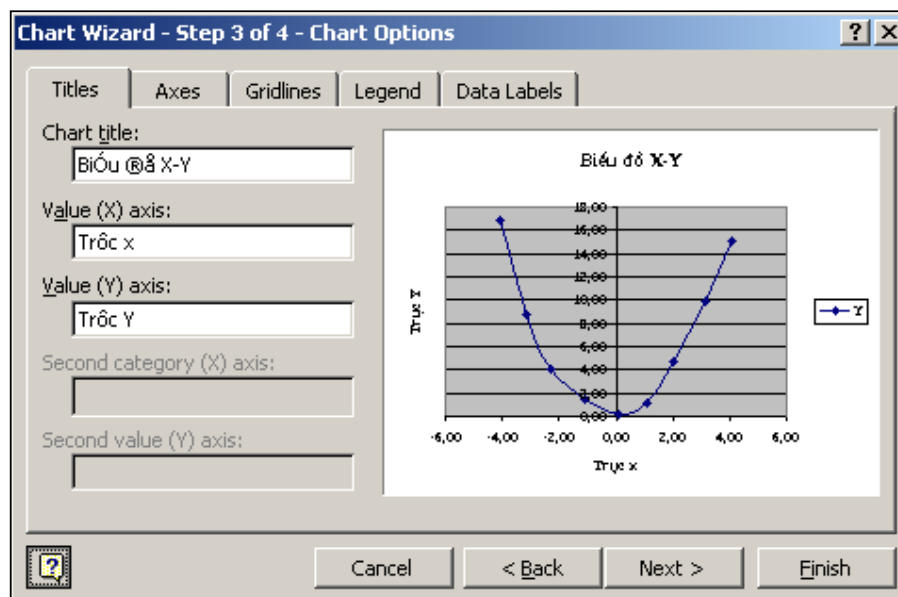 Chart Wizard - Step 3 of 4 - Chart Options
Titles Axes Gridlines Legend Data Labels
Chart title:
BiÓu ®å X-Y
Value (X) axis:
Trôc x
Value (Y) axis:
Trôc Y
Second category (X) axis:
Second value (Y) axis:
Biểu đồ X-Y
18,00
16,00
14,00
12,00
10,00
8,00
6,00
4,00
2,00
0,00
-6,00 -4,00 -2,00 0,00 2,00 4,00 6,00
Trục Y
Trục x
Y
Cancel < Back Next > Finish